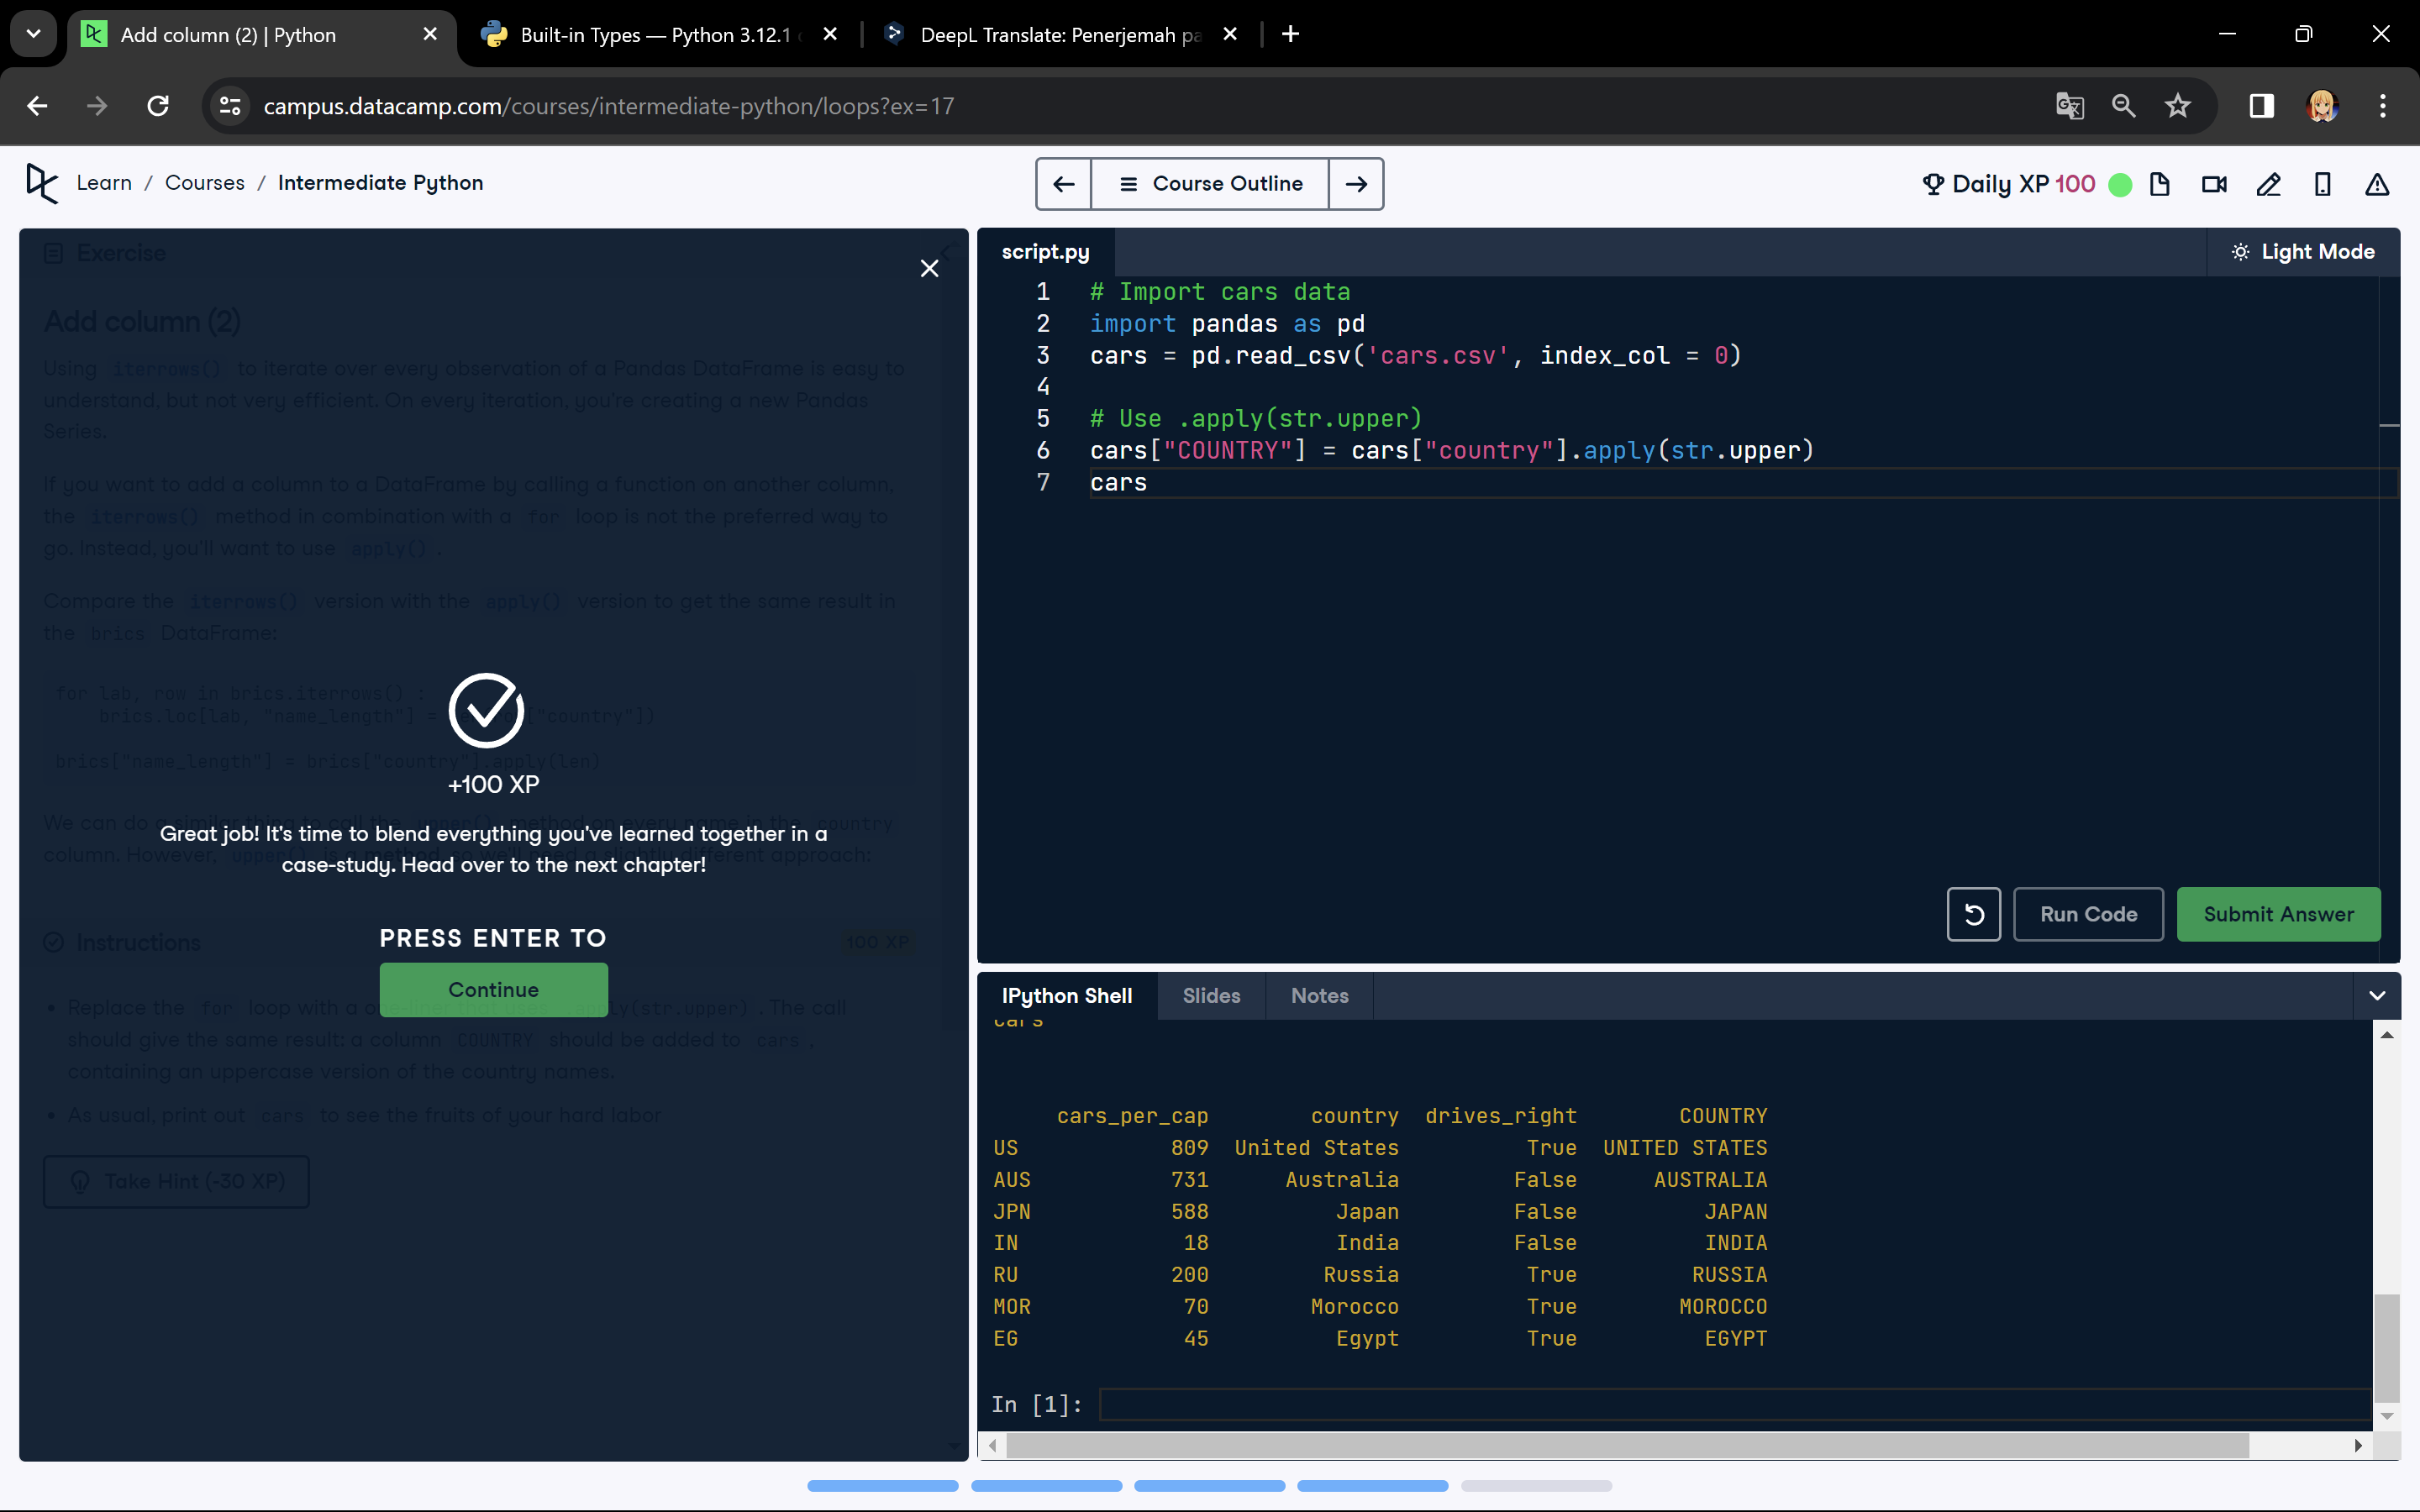 Add column (2) | Python
Built-in Types — Python 3.12.1
DeepL Translate: Penerjemah pa
campus.datacamp.com/courses/intermediate-python/loops?ex=17
Learn / Courses / Intermediate Python
Course Outline
Daily XP 100
Exercise
Add column (2)
Using iterrows() to iterate over every observation of a Pandas DataFrame is easy to
understand, but not very efficient. On every iteration, you're creating a new Pandas
Series.
If you want to add a column to a DataFrame by calling a function on another column,
the iterrows() method in combination with a for loop is not the preferred way to
go. Instead, you'll want to use apply().
Compare the iterrows() version with the apply() version to get the same result in
the brics DataFrame:
for lab, row in brics.iterrows() :
brics.loc[lab, "name_length"] = ["country"])
brics["name_length"] = brics["country"].apply(len)
We can do a similar thing to call the upper() method on every name in the country
column. However, upper() is a method, so we'll need a slightly different approach:
+100 XP
Great job! It's time to blend everything you've learned together in a
case-study. Head over to the next chapter!
PRESS ENTER TO
Continue
Instructions
100 XP
Replace the for loop with a one-liner that uses .apply(str.upper). The call
should give the same result: a column COUNTRY should be added to cars,
containing an uppercase version of the country names.
As usual, print out cars to see the fruits of your hard labor
Take Hint (-30 XP)
script.py
Light Mode
1 # Import cars data
2 import pandas as pd
3 cars = pd.read_csv('cars.csv', index_col = 0)
4
5 # Use .apply(str.upper)
6 cars["COUNTRY"] = cars["country"].apply(str.upper)
7 cars
Run Code
Submit Answer
IPython Shell
Slides
Notes
cars
cars_per_cap country drives_right COUNTRY
US 809 United States True UNITED STATES
AUS 731 Australia False AUSTRALIA
JPN 588 Japan False JAPAN
IN 18 India False INDIA
RU 200 Russia True RUSSIA
MOR 70 Morocco True MOROCCO
EG 45 Egypt True EGYPT
In [1]: